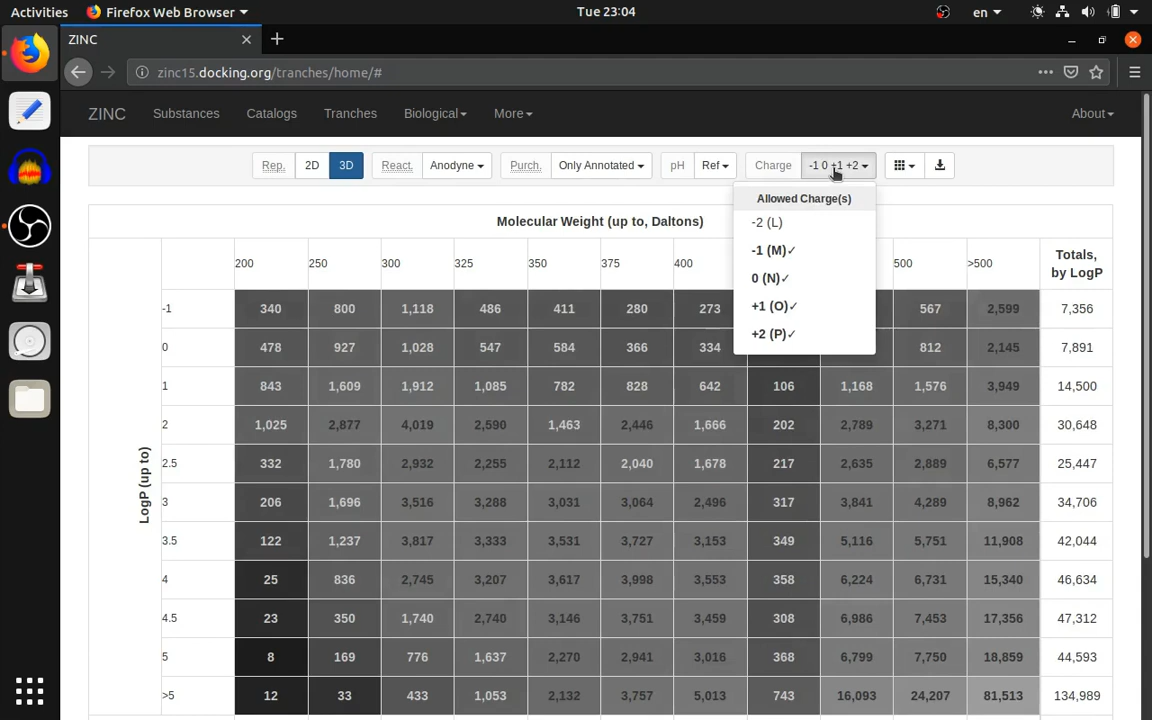 Activities Firefox Web Browser Tue 23:04 en
ZINC
zinc15.docking.org/tranches/home/#
ZINC Substances Catalogs Tranches Biological More About
Rep. 2D 3D React. Anodyne Purch. Only Annotated pH Ref Charge -1 0 +1 +2
Allowed Charge(s)
-2 (L)
-1 (M)✓
0 (N)✓
+1 (O)✓
+2 (P)✓
Molecular Weight (up to, Daltons)
200 250 300 325 350 375 400 500 >500 Totals, by LogP
LogP (up to)
-1 340 800 1,118 486 411 280 273 567 2,599 7,356
0 478 927 1,028 547 584 366 334 812 2,145 7,891
1 843 1,609 1,912 1,085 782 828 642 106 1,168 1,576 3,949 14,500
2 1,025 2,877 4,019 2,590 1,463 2,446 1,666 202 2,789 3,271 8,300 30,648
2.5 332 1,780 2,932 2,255 2,112 2,040 1,678 217 2,635 2,889 6,577 25,447
3 206 1,696 3,516 3,288 3,031 3,064 2,496 317 3,841 4,289 8,962 34,706
3.5 122 1,237 3,817 3,333 3,531 3,727 3,153 349 5,116 5,751 11,908 42,044
4 25 836 2,745 3,207 3,617 3,998 3,553 358 6,224 6,731 15,340 46,634
4.5 23 350 1,740 2,740 3,146 3,751 3,459 308 6,986 7,453 17,356 47,312
5 8 169 776 1,637 2,270 2,941 3,016 368 6,799 7,750 18,859 44,593
>5 12 33 433 1,053 2,132 3,757 5,013 743 16,093 24,207 81,513 134,989